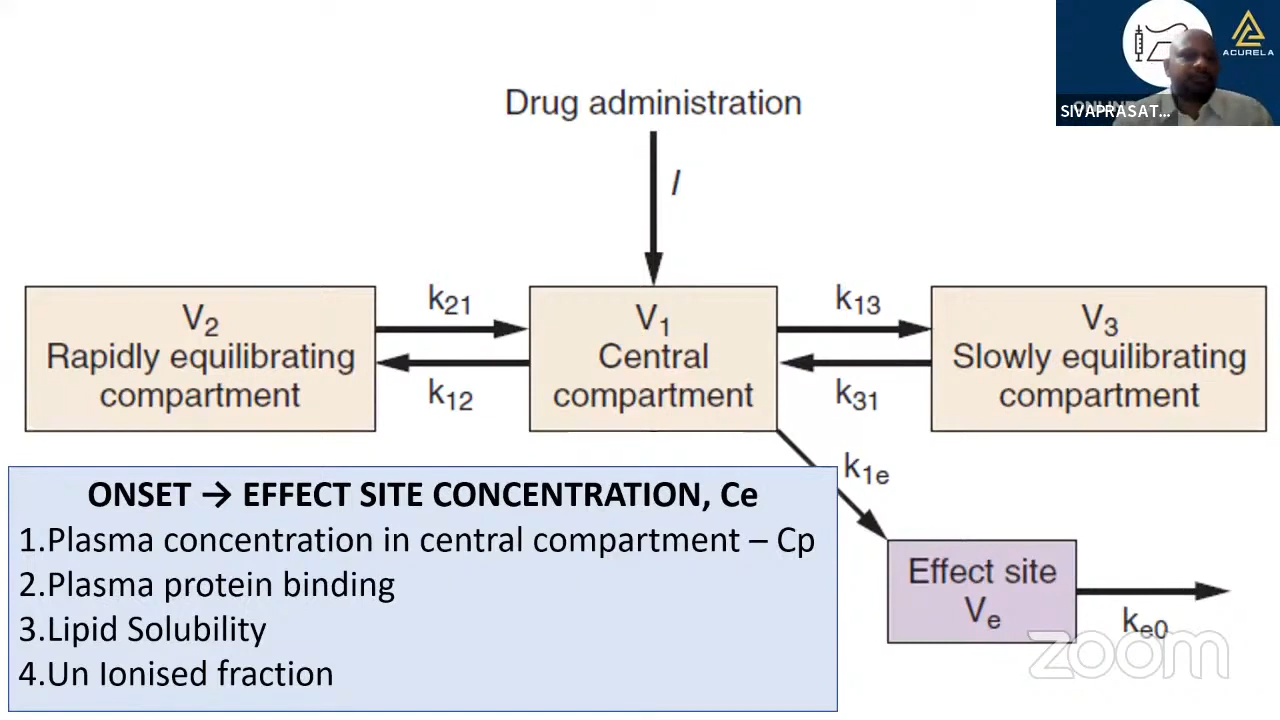 ACURELA
SIVAPRASAT...
Drug administration
I
k21
k13
V2
Rapidly equilibrating
compartment
V1
Central
compartment
V3
Slowly equilibrating
compartment
k12
k31
k1e
ONSET → EFFECT SITE CONCENTRATION, Ce
1.Plasma concentration in central compartment – Cp
2.Plasma protein binding
3.Lipid Solubility
4.Un Ionised fraction
Effect site
Ve
ke0
zoom